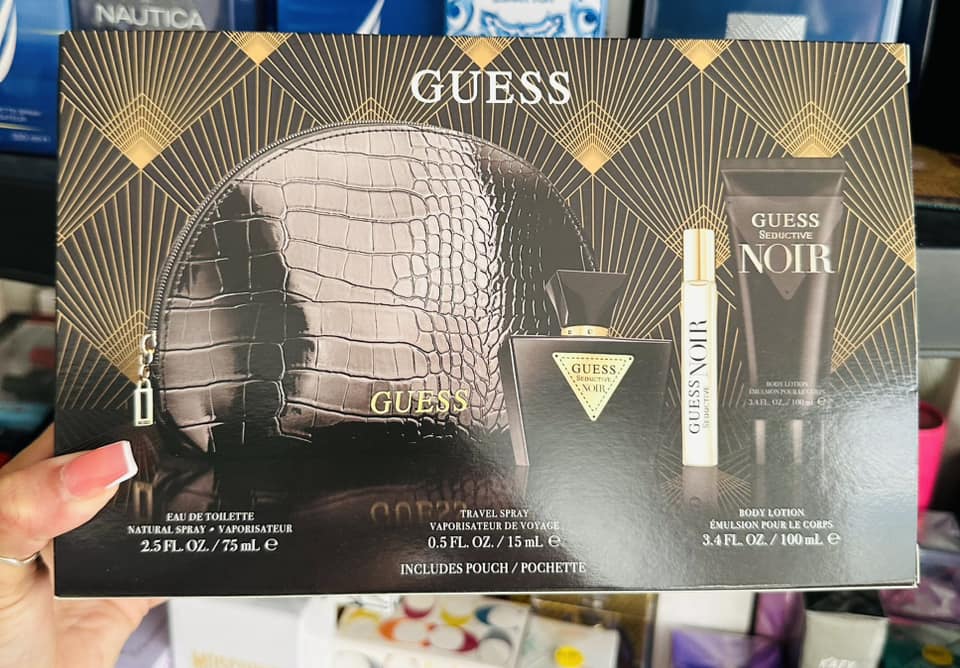 NAUTICA
GUESS
GUESS
SEDUCTIVE
NOIR
GUESS
SEDUCTIVE
NOIR
GUESS NOIR
SEDUCTIVE
GUESS
BODY LOTION
ÉMULSION POUR LE CORPS
3.4 FL. OZ. / 100 mL ℮
EAU DE TOILETTE
NATURAL SPRAY • VAPORISATEUR
2.5 FL. OZ. / 75 mL ℮
TRAVEL SPRAY
VAPORISATEUR DE VOYAGE
0.5 FL. OZ. / 15 mL ℮
BODY LOTION
ÉMULSION POUR LE CORPS
3.4 FL. OZ. / 100 mL ℮
INCLUDES POUCH / POCHETTE